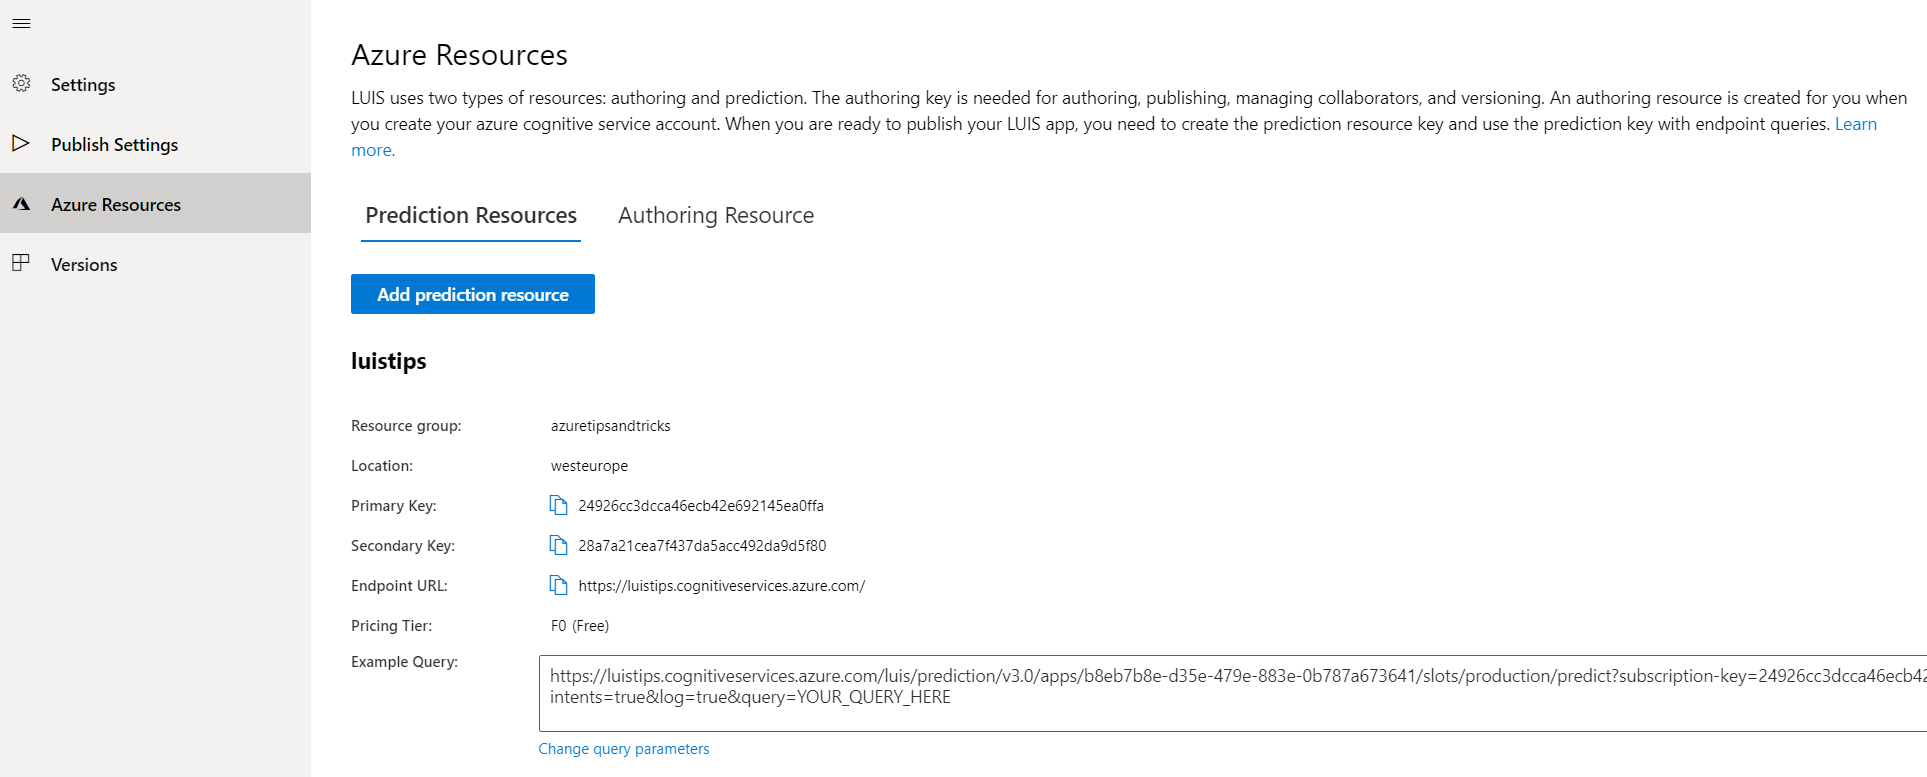 Settings
Publish Settings
Azure Resources
Versions
Azure Resources
LUIS uses two types of resources: authoring and prediction. The authoring key is needed for authoring, publishing, managing collaborators, and versioning. An authoring resource is created for you when
you create your azure cognitive service account. When you are ready to publish your LUIS app, you need to create the prediction resource key and use the prediction key with endpoint queries. Learn
more.
Prediction Resources Authoring Resource
Add prediction resource
luistips
Resource group: azuretipsandtricks
Location: westeurope
Primary Key: 24926cc3dcca46ecb42e692145ea0ffa
Secondary Key: 28a7a21cea7f437da5acc492da9d5f80
Endpoint URL: https://luistips.cognitiveservices.azure.com/
Pricing Tier: F0 (Free)
Example Query: https://luistips.cognitiveservices.azure.com/luis/prediction/v3.0/apps/b8eb7b8e-d35e-479e-883e-0b787a673641/slots/production/predict?subscription-key=24926cc3dcca46ecb42
intents=true&log=true&query=YOUR_QUERY_HERE
Change query parameters